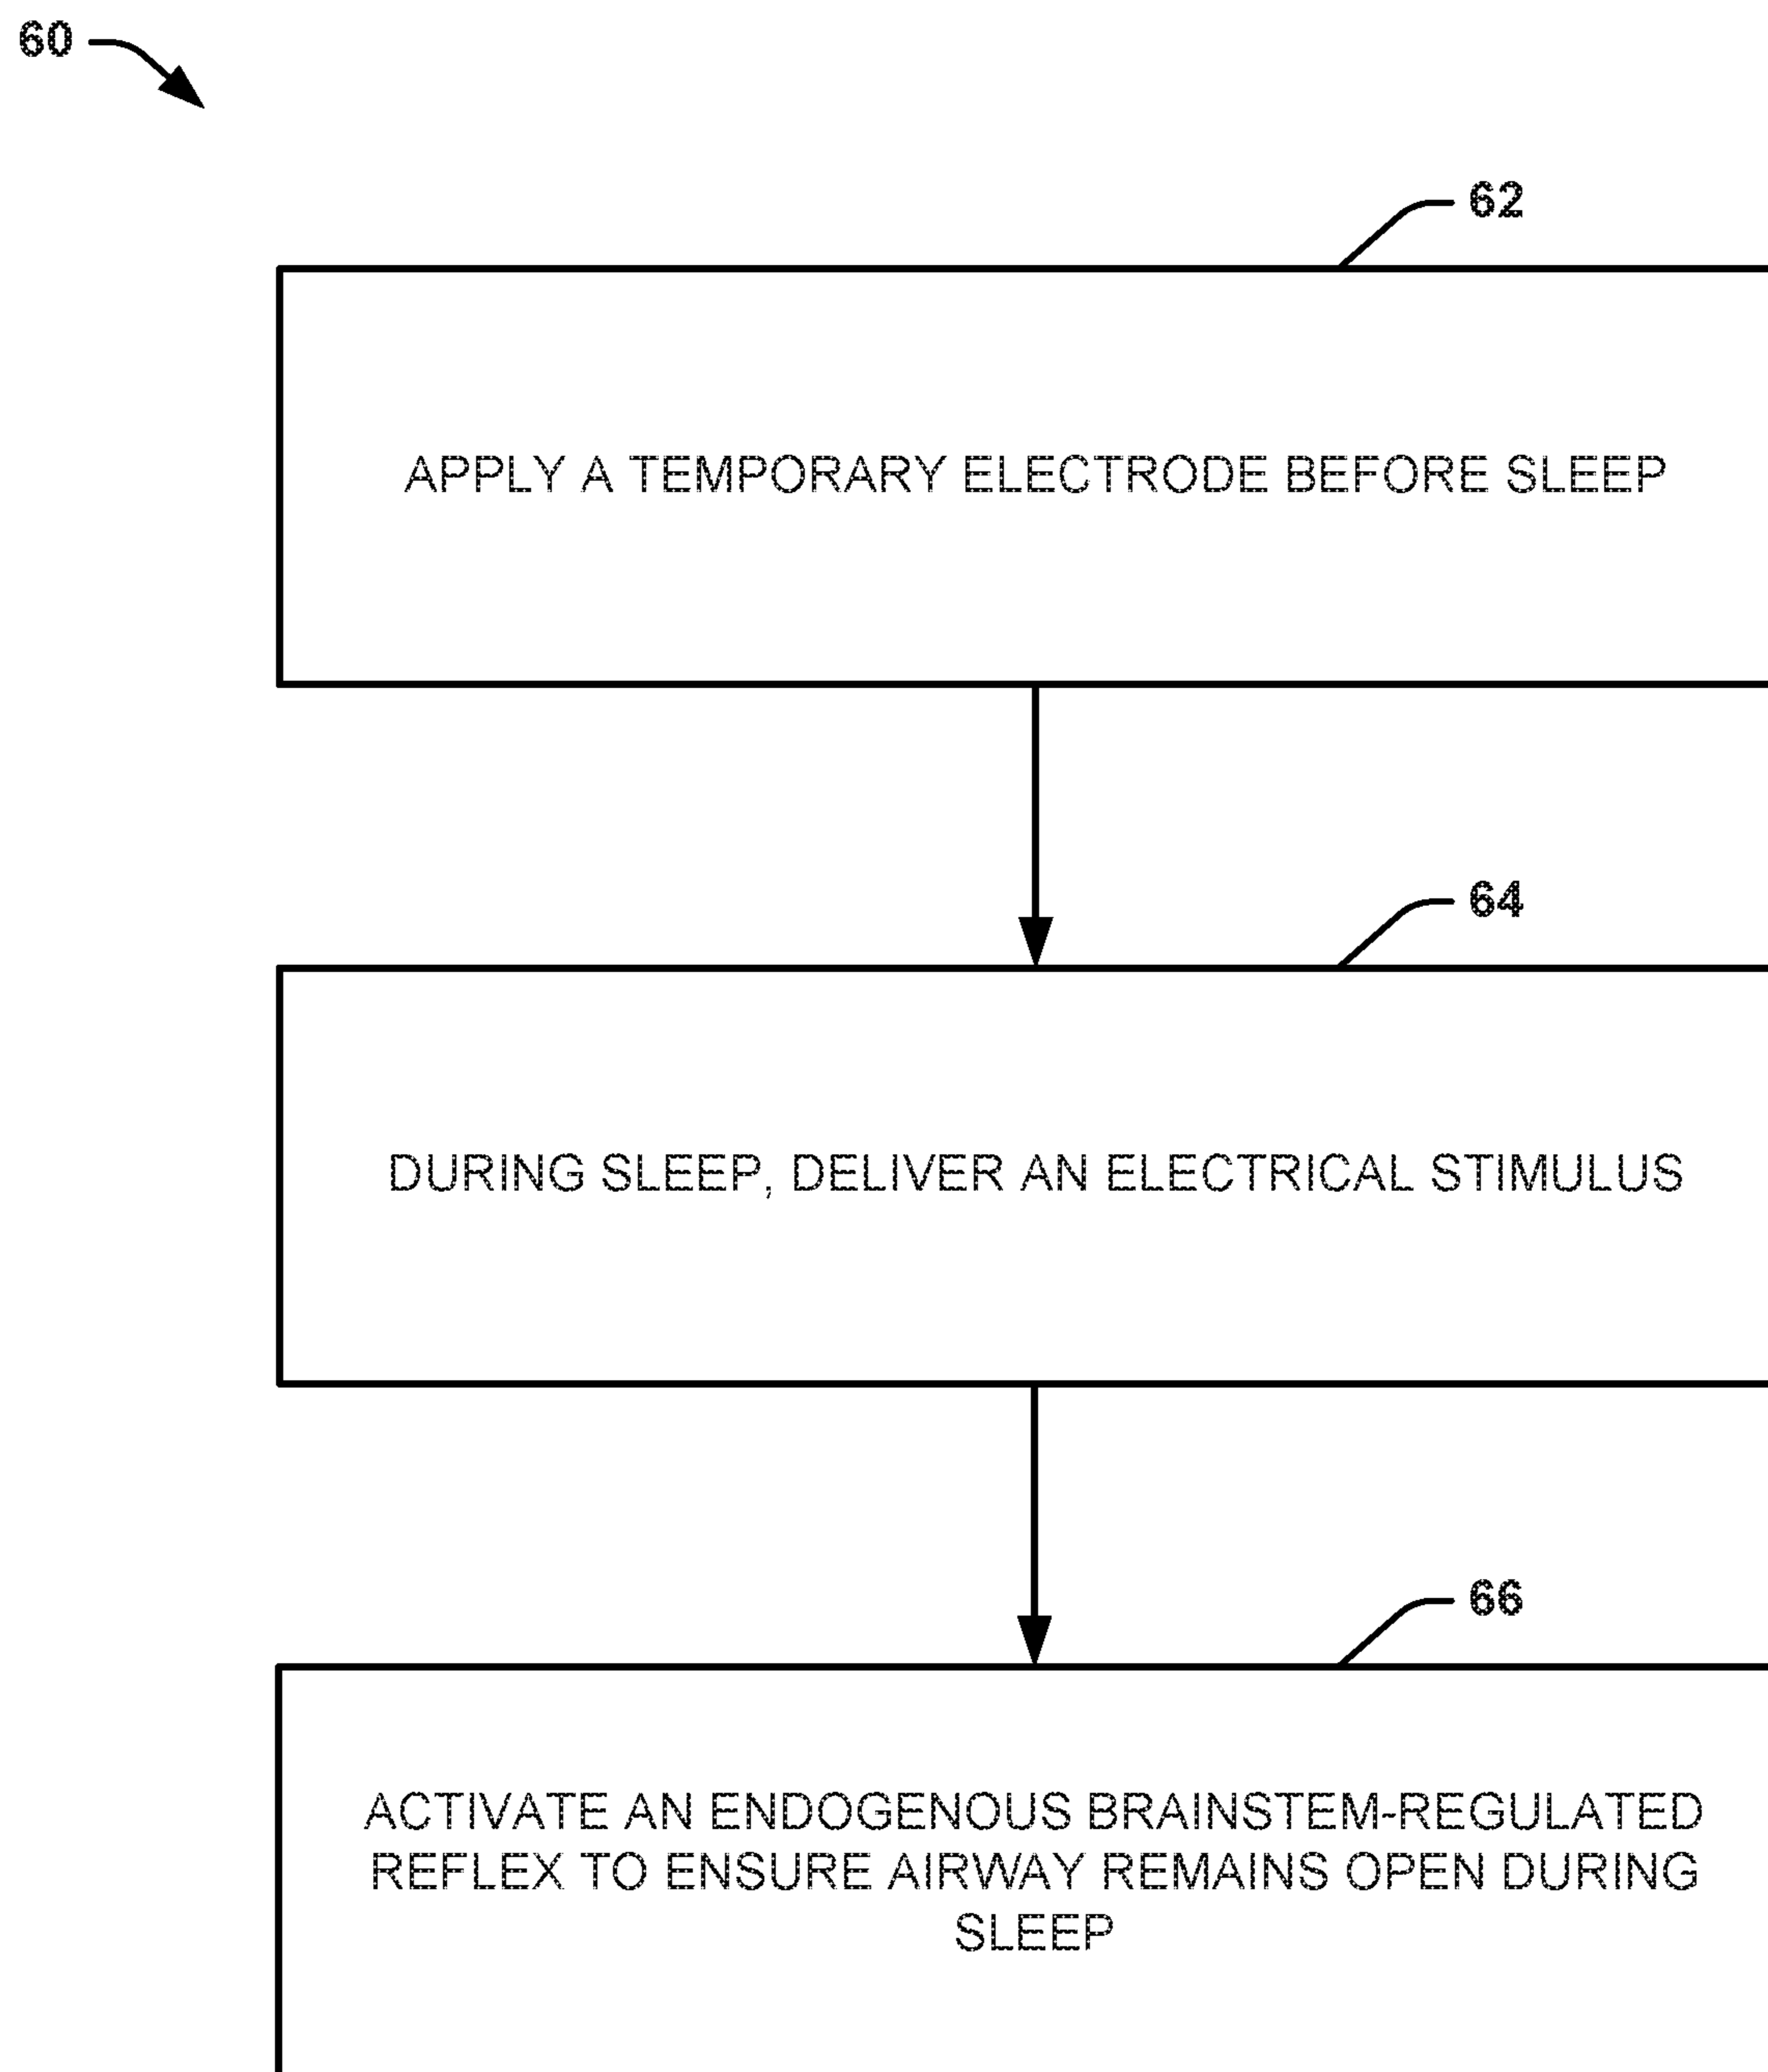 60
62
APPLY A TEMPORARY ELECTRODE BEFORE SLEEP
64
DURING SLEEP, DELIVER AN ELECTRICAL STIMULUS
66
ACTIVATE AN ENDOGENOUS BRAINSTEM-REGULATED
REFLEX TO ENSURE AIRWAY REMAINS OPEN DURING
SLEEP